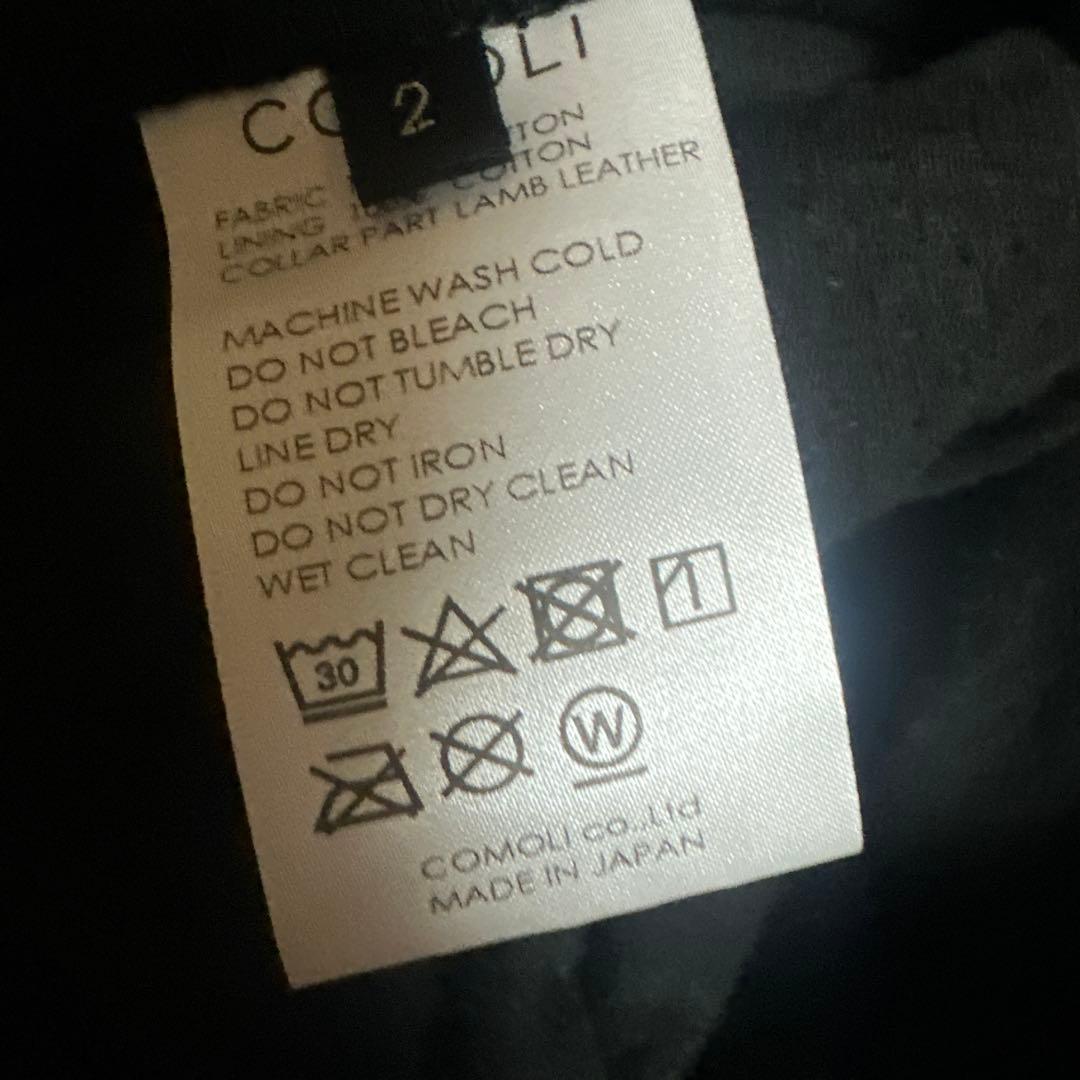 2
FABRIC
LINING COTTON
COLLAR PART LAMB LEATHER
MACHINE WASH COLD
DO NOT BLEACH
DO NOT TUMBLE DRY
LINE DRY
DO NOT IRON
DO NOT DRY CLEAN
WET CLEAN
30
W
COMOLI co.,Ltd
MADE IN JAPAN